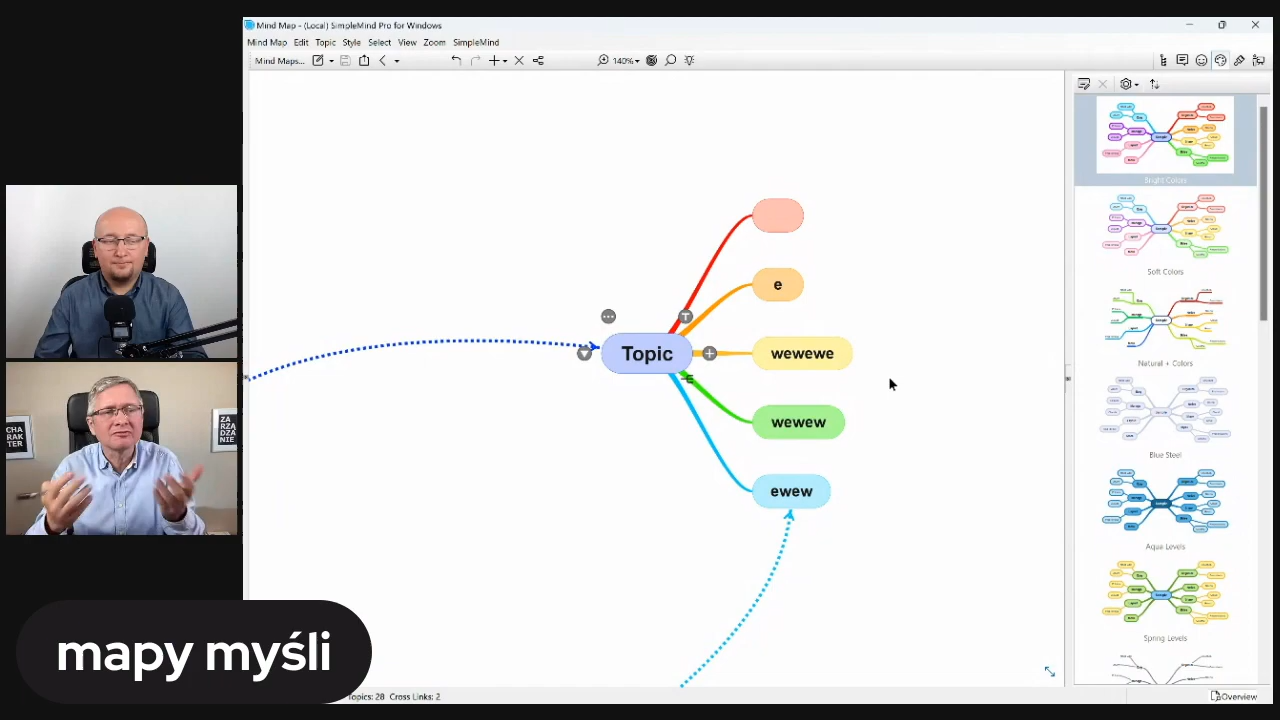 Mind Map - (Local) SimpleMind Pro for Windows
Mind Map Edit Topic Style Select View Zoom SimpleMind
Mind Maps...
140%
Bright Colors
Soft Colors
Natural + Colors
Blue Steel
Aqua Levels
Spring Levels
e
Topic
wewewe
wewew
ewew
CHA
RAK
TER
ZA
RZĄ
DZA
NIE
mapy myśli
Topics: 28 Cross Links: 2
Overview